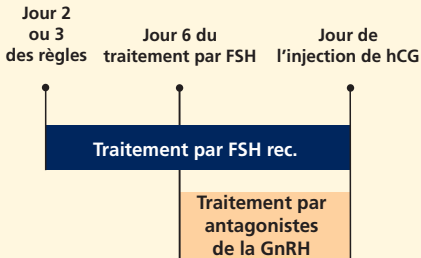 Jour 2
ou 3
des règles
Jour 6 du
traitement par FSH
Jour de
l'injection de hCG
Traitement par FSH rec.
Traitement par
antagonistes
de la GnRH